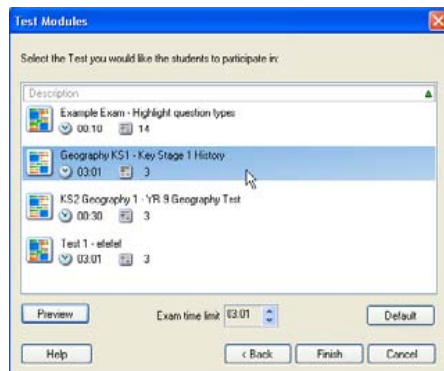 Test Modules
Select the Test you would like the students to participate in:
Description
Example Exam - Highlight question types
00:10 14
Geography KS1 - Key Stage 1 History
03:01 3
KS2 Geography 1 - YR 9 Geography Test
00:30 3
Test 1 - efefef
03:01 3
Preview Exam time limit 03:01 Default
Help < Back Finish Cancel